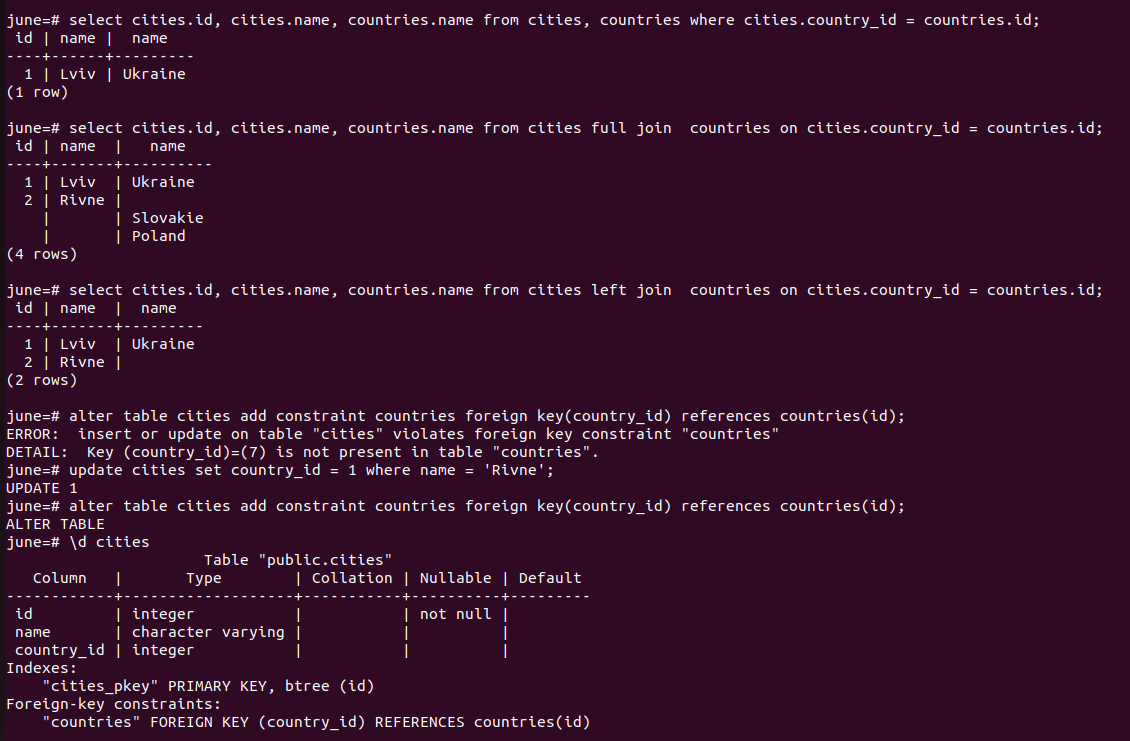 june=# select cities.id, cities.name, countries.name from cities, countries where cities.country_id = countries.id;
 id | name |  name
----+------+---------
  1 | Lviv | Ukraine
(1 row)

june=# select cities.id, cities.name, countries.name from cities full join  countries on cities.country_id = countries.id;
 id | name  |   name
----+-------+----------
  1 | Lviv  | Ukraine
  2 | Rivne |
    |       | Slovakie
    |       | Poland
(4 rows)

june=# select cities.id, cities.name, countries.name from cities left join  countries on cities.country_id = countries.id;
 id | name  |  name
----+-------+---------
  1 | Lviv  | Ukraine
  2 | Rivne |
(2 rows)

june=# alter table cities add constraint countries foreign key(country_id) references countries(id);
ERROR:  insert or update on table "cities" violates foreign key constraint "countries"
DETAIL:  Key (country_id)=(7) is not present in table "countries".
june=# update cities set country_id = 1 where name = 'Rivne';
UPDATE 1
june=# alter table cities add constraint countries foreign key(country_id) references countries(id);
ALTER TABLE
june=# \d cities
                      Table "public.cities"
   Column   |       Type        | Collation | Nullable | Default
------------+-------------------+-----------+----------+---------
 id         | integer           |           | not null |
 name       | character varying |           |          |
 country_id | integer           |           |          |
Indexes:
    "cities_pkey" PRIMARY KEY, btree (id)
Foreign-key constraints:
    "countries" FOREIGN KEY (country_id) REFERENCES countries(id)